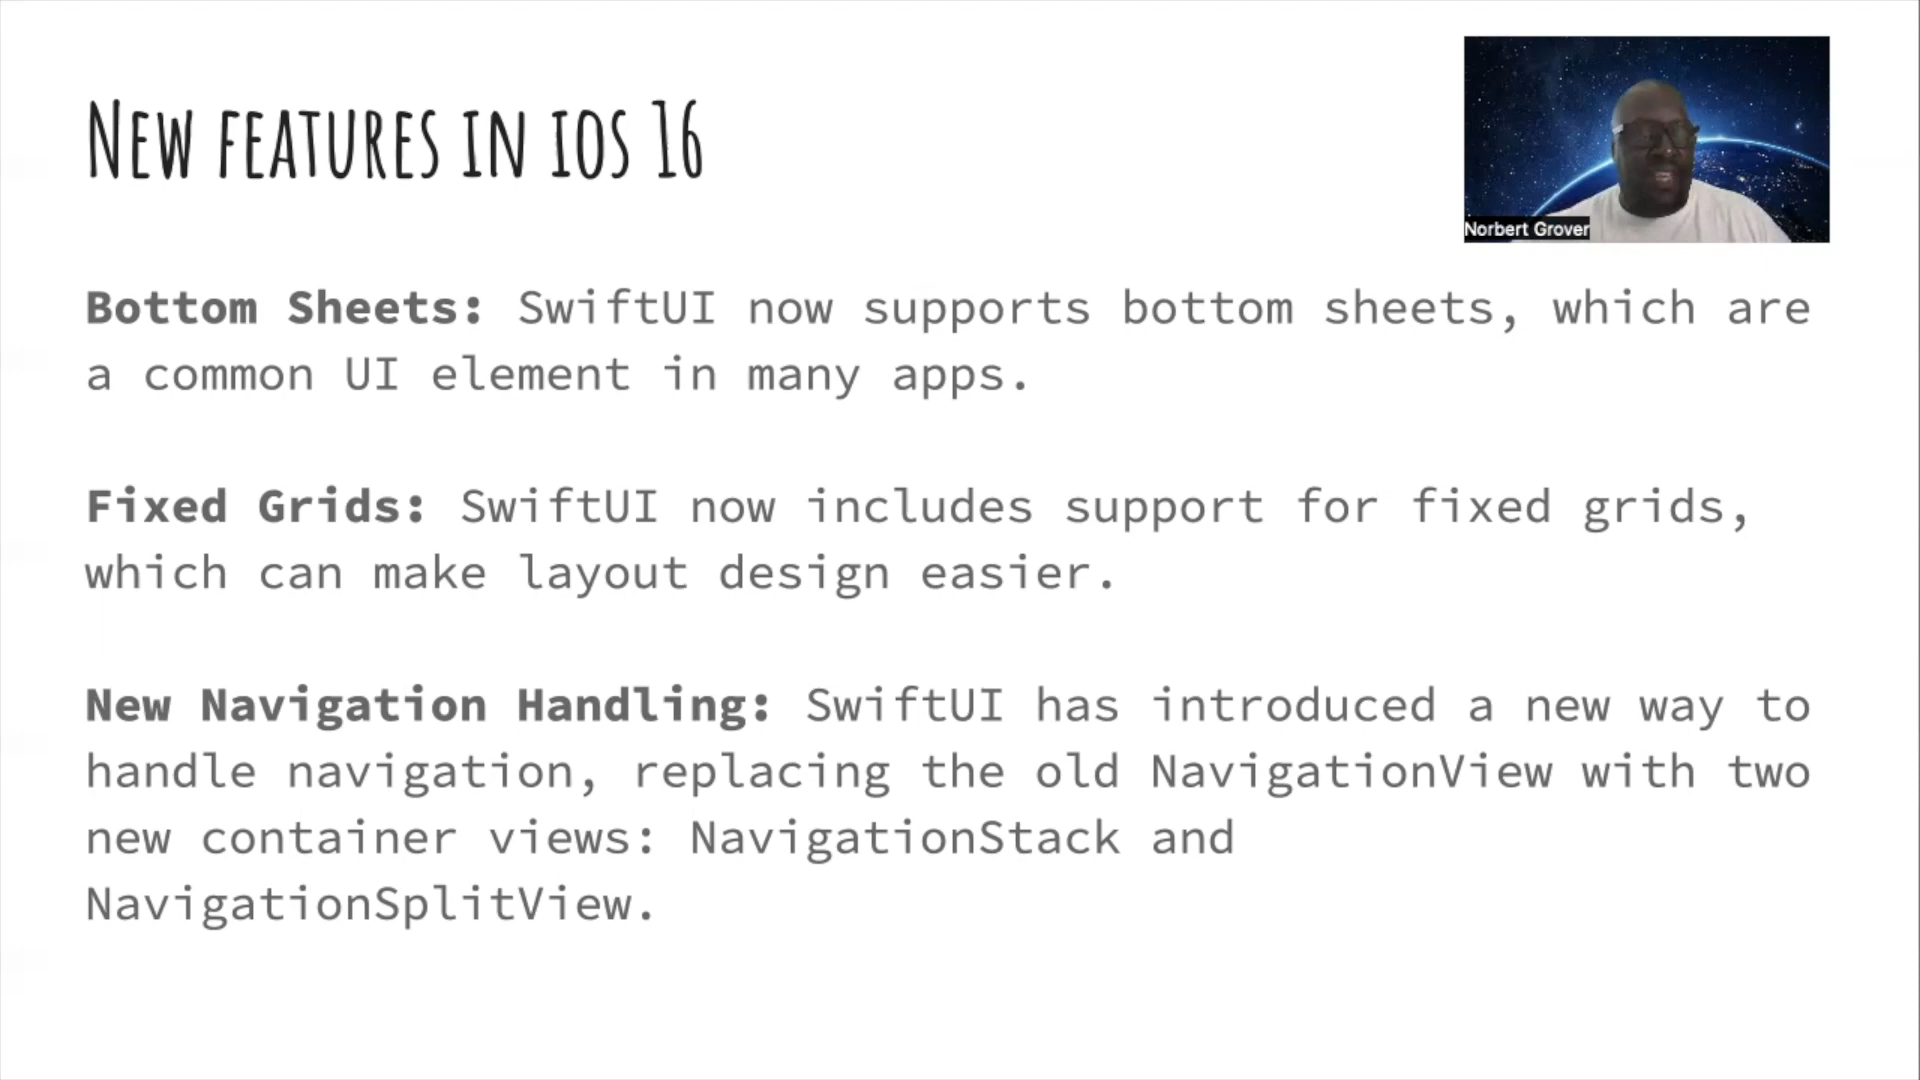 New features in ios 16
Norbert Grover
Bottom Sheets: SwiftUI now supports bottom sheets, which are
a common UI element in many apps.
Fixed Grids: SwiftUI now includes support for fixed grids,
which can make layout design easier.
New Navigation Handling: SwiftUI has introduced a new way to
handle navigation, replacing the old NavigationView with two
new container views: NavigationStack and
NavigationSplitView.